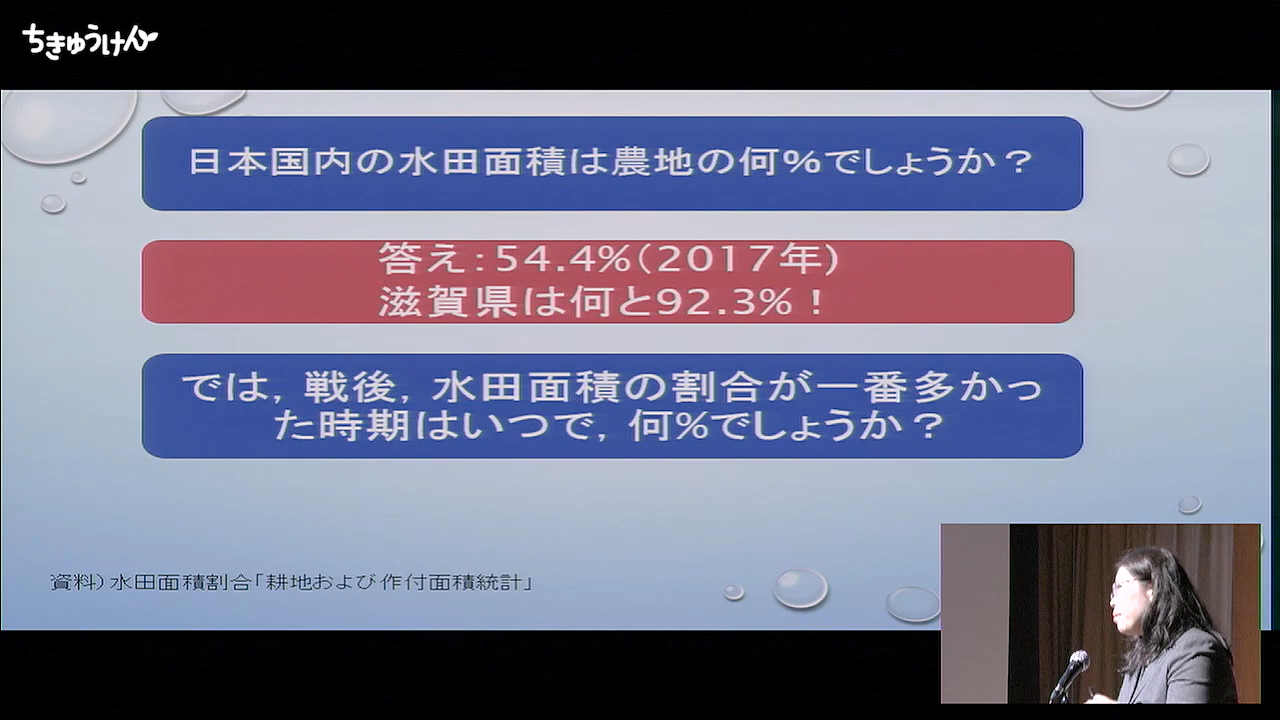 ちきゅうけん
日本国内の水田面積は農地の何%でしょうか？
答え：54.4%（2017年）
滋賀県は何と92.3%！
では，戦後，水田面積の割合が一番多かっ
た時期はいつで，何%でしょうか？
資料）水田面積割合「耕地および作付面積統計」